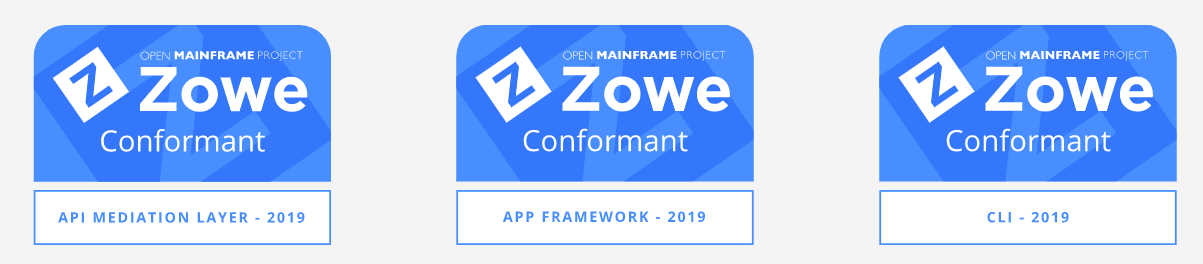 OPEN MAINFRAME PROJECT
Zowe
Conformant
API MEDIATION LAYER - 2019
OPEN MAINFRAME PROJECT
Zowe
Conformant
APP FRAMEWORK - 2019
OPEN MAINFRAME PROJECT
Zowe
Conformant
CLI - 2019